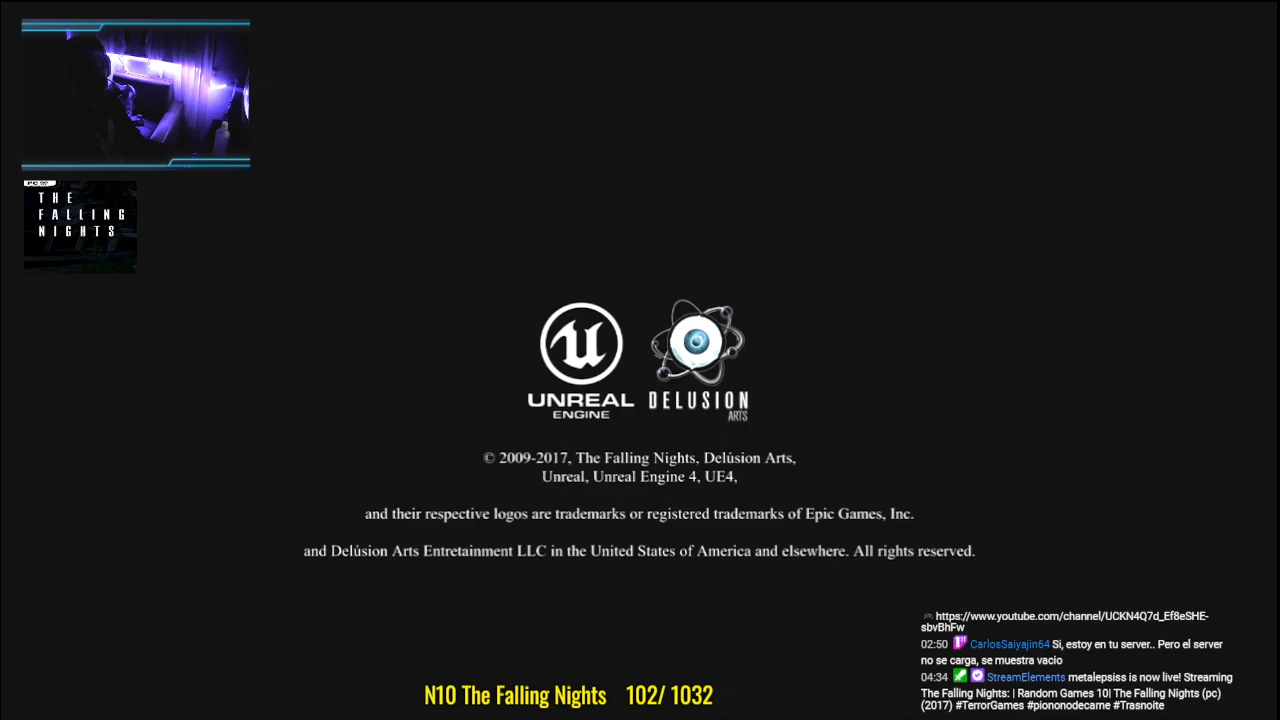 PC
THE
FALLING
NIGHTS
UNREAL
ENGINE
DELUSION
ARTS
© 2009-2017, The Falling Nights, Delúsion Arts,
Unreal, Unreal Engine 4, UE4,
and their respective logos are trademarks or registered trademarks of Epic Games, Inc.
and Delúsion Arts Entretainment LLC in the United States of America and elsewhere. All rights reserved.
https://www.youtube.com/channel/UCKN4Q7d_Ef8eSHE-
sbvBhFw
02:50 CarlosSaiyajin64 Si, estoy en tu server.. Pero el server
no se carga, se muestra vacio
04:34 StreamElements metalepsiss is now live! Streaming
The Falling Nights: | Random Games 10| The Falling Nights (pc)
(2017) #TerrorGames #piononodecarne #Trasnoite
N10 The Falling Nights 102/ 1032